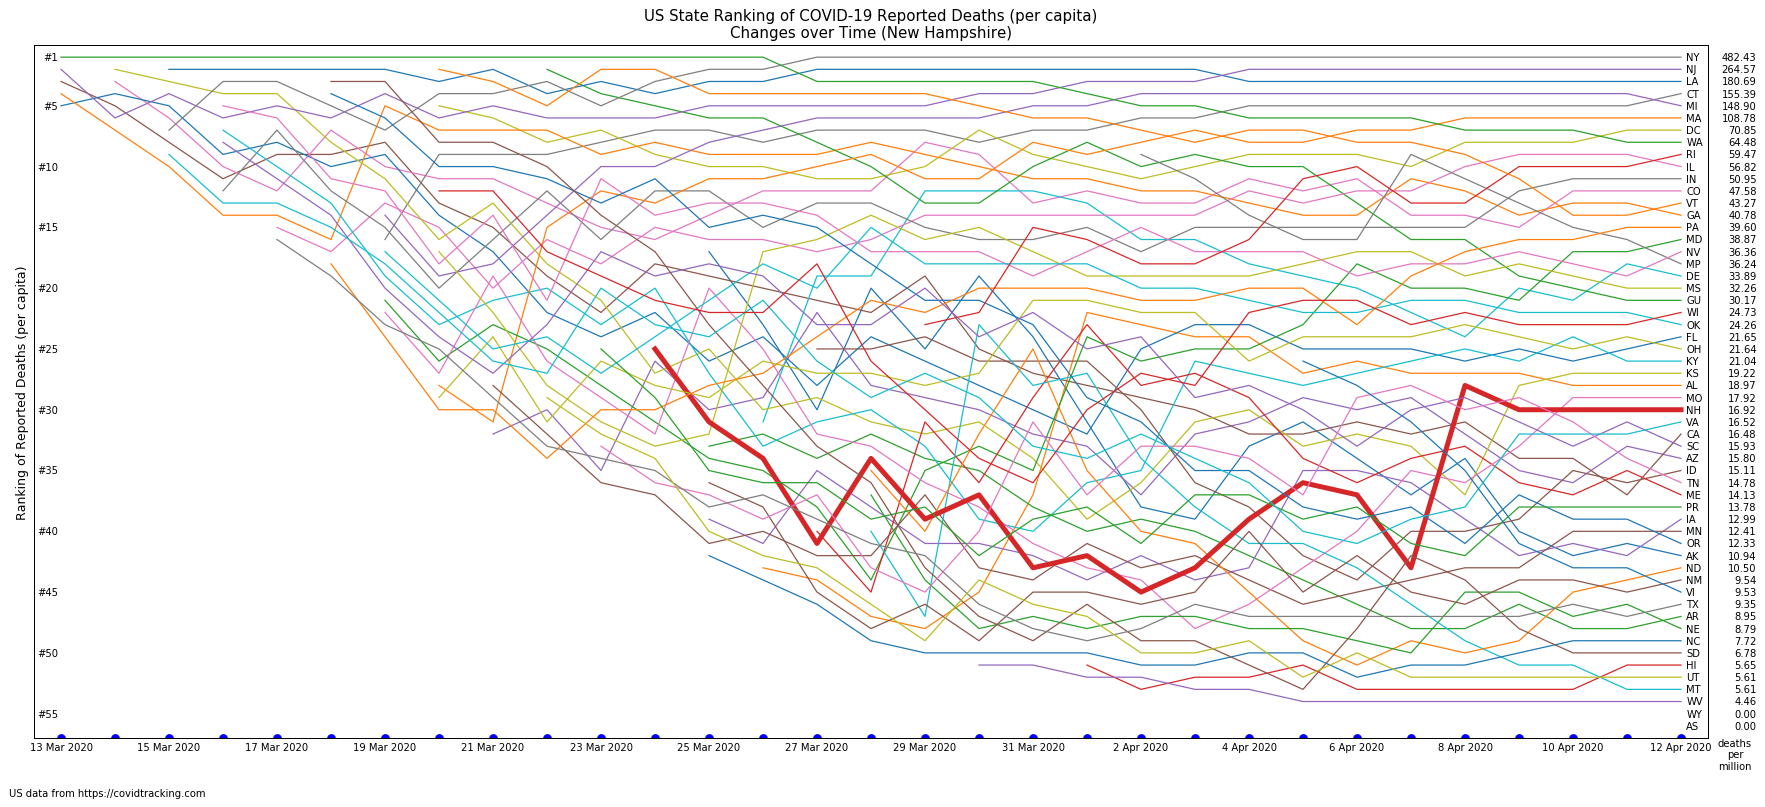 US State Ranking of COVID-19 Reported Deaths (per capita)
Changes over Time (New Hampshire)
Ranking of Reported Deaths (per capita)
#1
#5
#10
#15
#20
#25
#30
#35
#40
#45
#50
#55
NY 482.43
NJ 264.57
LA 180.69
CT 155.39
MI 148.90
MA 108.78
DC 70.85
WA 64.48
RI 59.47
IL 56.82
IN 50.95
CO 47.58
VT 43.27
GA 40.78
PA 39.60
MD 38.87
NV 36.36
MP 36.24
DE 33.89
MS 32.26
GU 30.17
WI 24.73
OK 24.26
FL 21.65
OH 21.64
KY 21.04
KS 19.22
AL 18.97
MO 17.92
NH 16.92
VA 16.52
CA 16.48
SC 15.93
AZ 15.80
ID 15.11
TN 14.78
ME 14.13
PR 13.78
IA 12.99
MN 12.41
OR 12.33
AK 10.94
ND 10.50
NM 9.54
VI 9.53
TX 9.35
AR 8.95
NE 8.79
NC 7.72
SD 6.78
HI 5.65
UT 5.61
MT 5.61
WV 4.46
WY 0.00
AS 0.00
13 Mar 2020 15 Mar 2020 17 Mar 2020 19 Mar 2020 21 Mar 2020 23 Mar 2020 25 Mar 2020 27 Mar 2020 29 Mar 2020 31 Mar 2020 2 Apr 2020 4 Apr 2020 6 Apr 2020 8 Apr 2020 10 Apr 2020 12 Apr 2020
deaths
per
million
US data from https://covidtracking.com